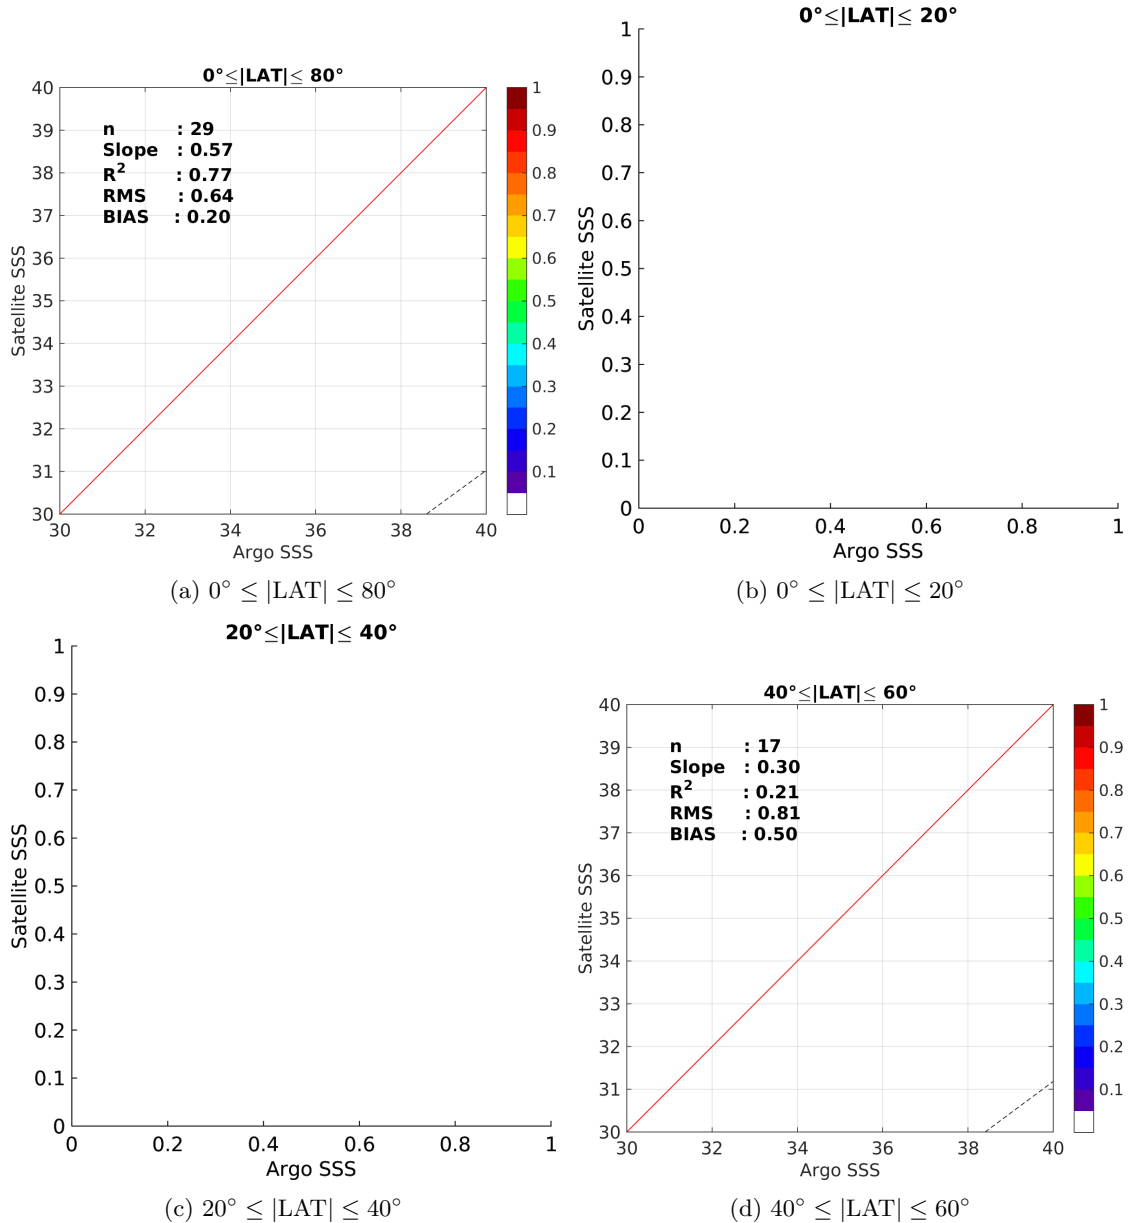 0°≤|LAT|≤ 80°
n : 29
Slope : 0.57
R² : 0.77
RMS : 0.64
BIAS : 0.20
40
39
38
37
36
35
34
33
32
31
30
30 32 34 36 38 40
Satellite SSS
Argo SSS
1
0.9
0.8
0.7
0.6
0.5
0.4
0.3
0.2
0.1
(a) 0° ≤ |LAT| ≤ 80°
0°≤|LAT|≤ 20°
1
0.9
0.8
0.7
0.6
0.5
0.4
0.3
0.2
0.1
0
0 0.2 0.4 0.6 0.8 1
Satellite SSS
Argo SSS
(b) 0° ≤ |LAT| ≤ 20°
20°≤|LAT|≤ 40°
1
0.9
0.8
0.7
0.6
0.5
0.4
0.3
0.2
0.1
0
0 0.2 0.4 0.6 0.8 1
Satellite SSS
Argo SSS
(c) 20° ≤ |LAT| ≤ 40°
40°≤|LAT|≤ 60°
n : 17
Slope : 0.30
R² : 0.21
RMS : 0.81
BIAS : 0.50
40
39
38
37
36
35
34
33
32
31
30
30 32 34 36 38 40
Satellite SSS
Argo SSS
1
0.9
0.8
0.7
0.6
0.5
0.4
0.3
0.2
0.1
(d) 40° ≤ |LAT| ≤ 60°